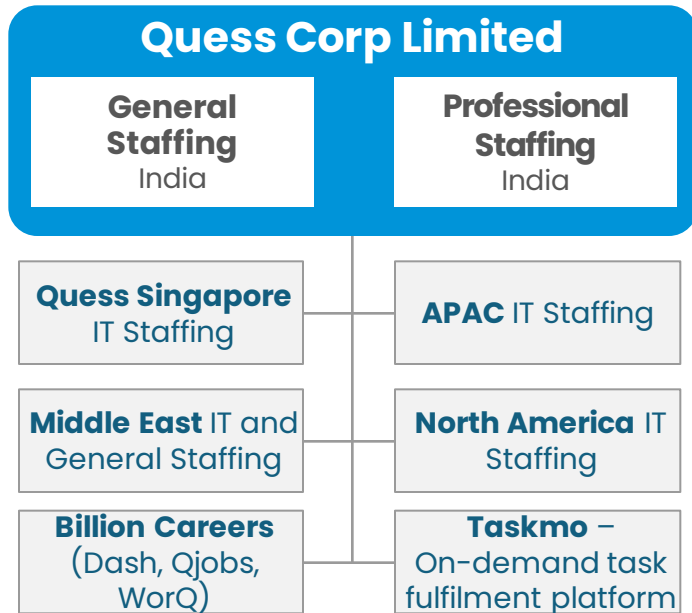 Quess Corp Limited
General
Staffing
India
Professional
Staffing
India
Quess Singapore
IT Staffing
APAC IT Staffing
Middle East IT and
General Staffing
North America IT
Staffing
Billion Careers
(Dash, Qjobs,
WorQ)
Taskmo –
On-demand task
fulfilment platform